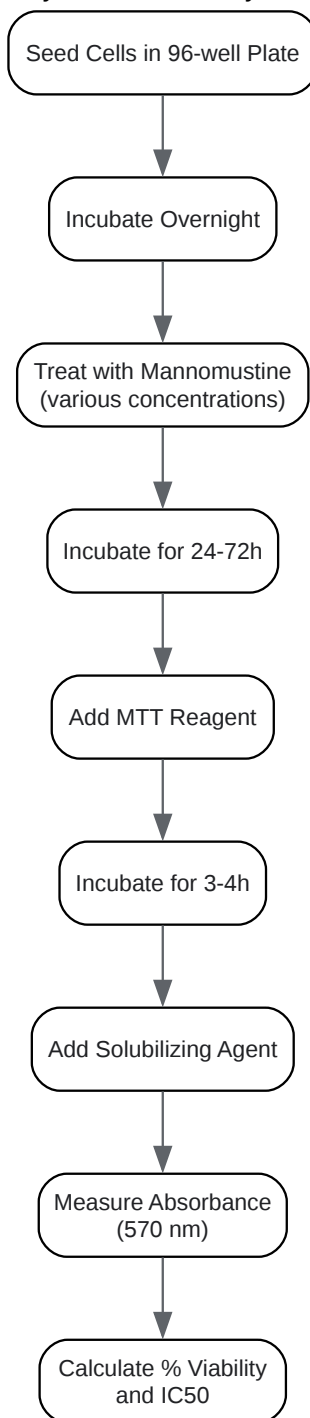 Seed Cells in 96-well Plate
Incubate Overnight
Treat with Mannomustine
(various concentrations)
Incubate for 24-72h
Add MTT Reagent
Incubate for 3-4h
Add Solubilizing Agent
Measure Absorbance
(570 nm)
Calculate % Viability
and IC50